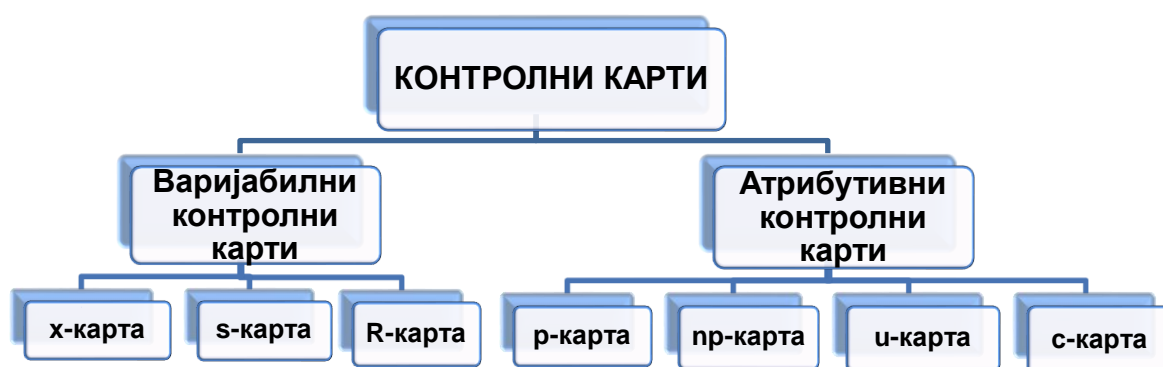 КОНТРОЛНИ КАРТИ
Варијабилни
контролни
карти
Атрибутивни
контролни
карти
x-карта
s-карта
R-карта
p-карта
np-карта
u-карта
c-карта